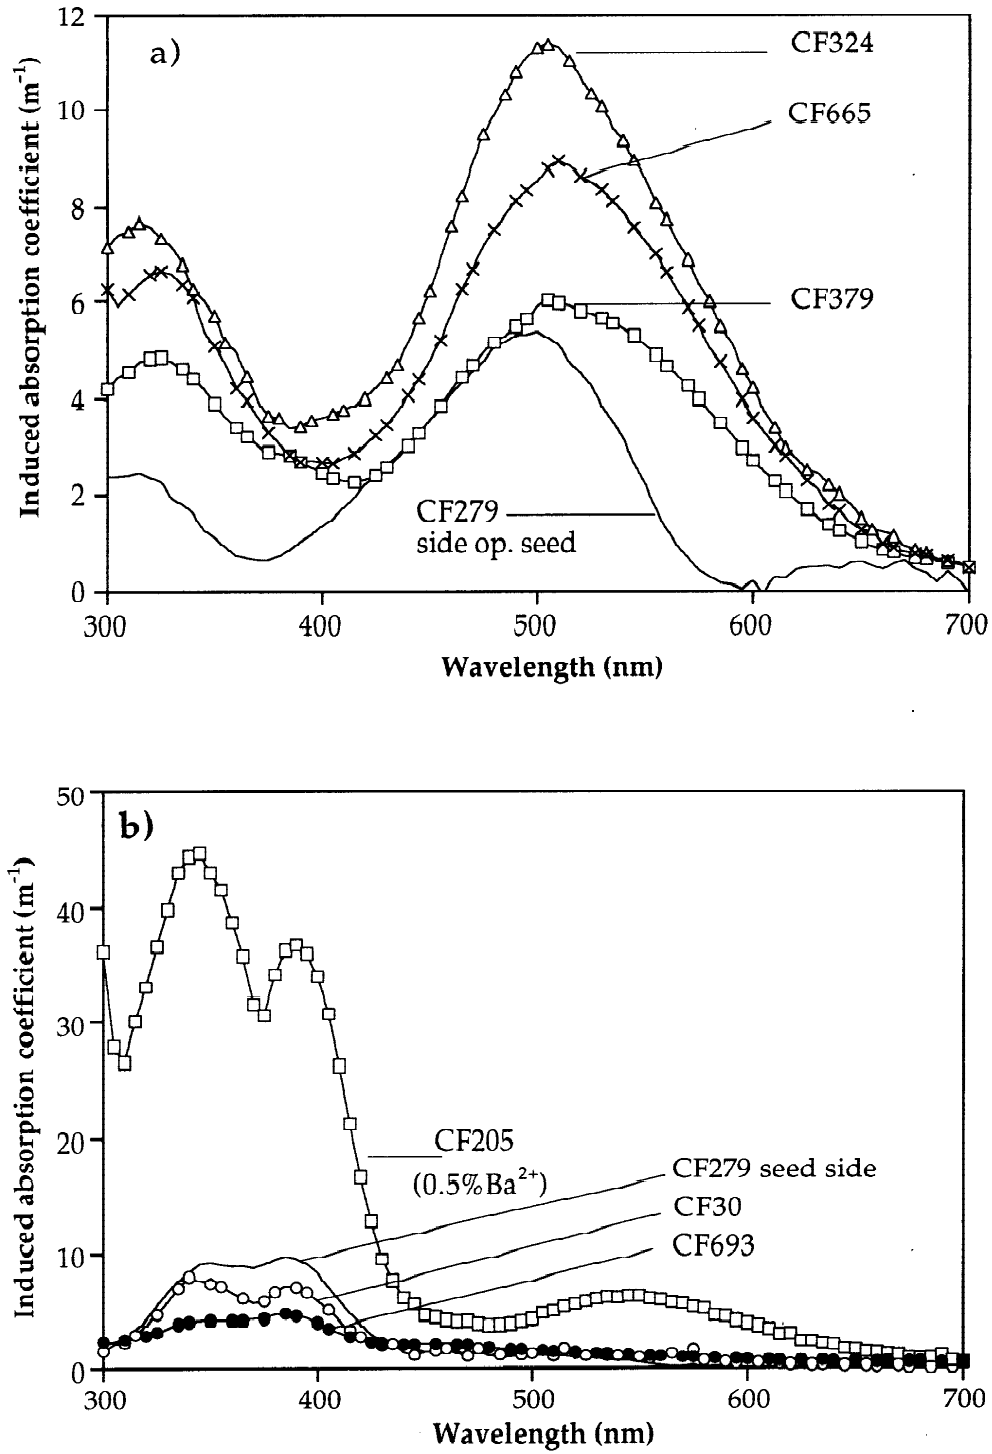 12
a)
CF324
10
CF665
8
6
CF379
4
2
CF279
side op. seed
0
300
400
500
600
700
Induced absorption coefficient (m⁻¹)
Wavelength (nm)
50
b)
40
30
20
CF205
(0.5%Ba²⁺)
CF279 seed side
CF30
CF693
10
0
300
400
500
600
700
Induced absorption coefficient (m⁻¹)
Wavelength (nm)